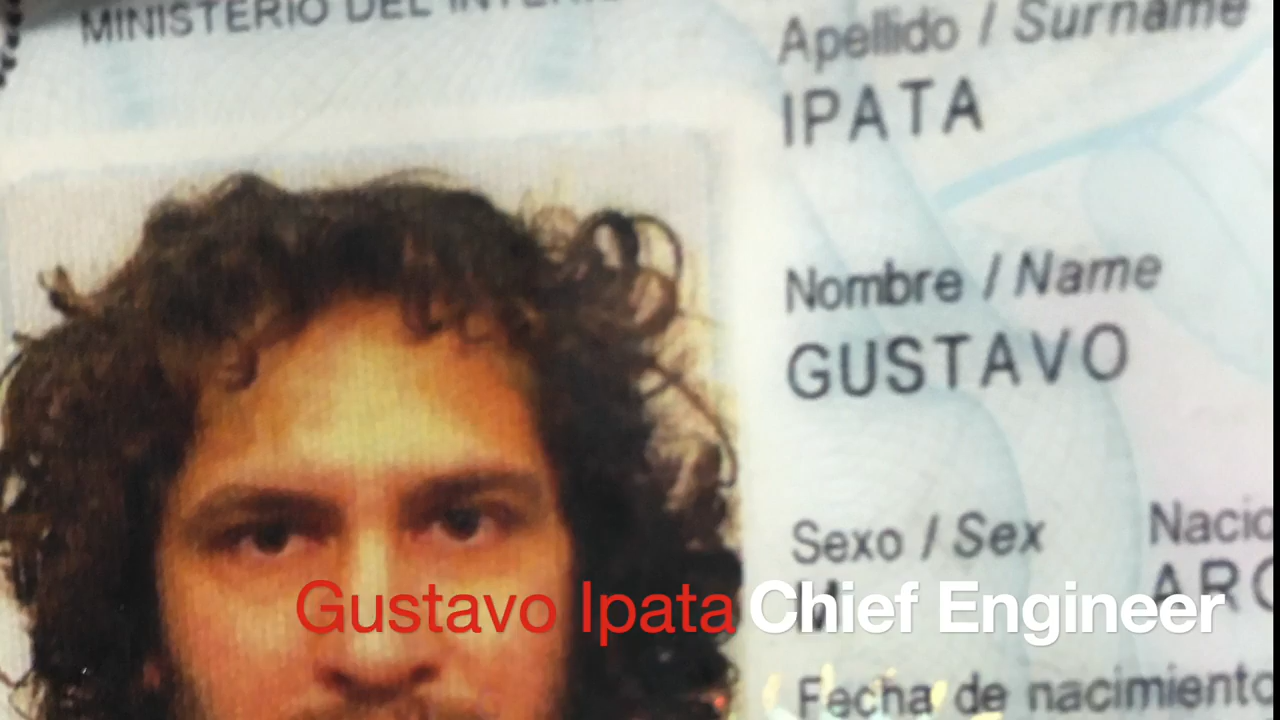 MINISTERIO DEL INTERI
Apellido / Surname
IPATA
Nombre / Name
GUSTAVO
Sexo / Sex
Nacio
M
ARG
Gustavo Ipata Chief Engineer
Fecha de nacimiento